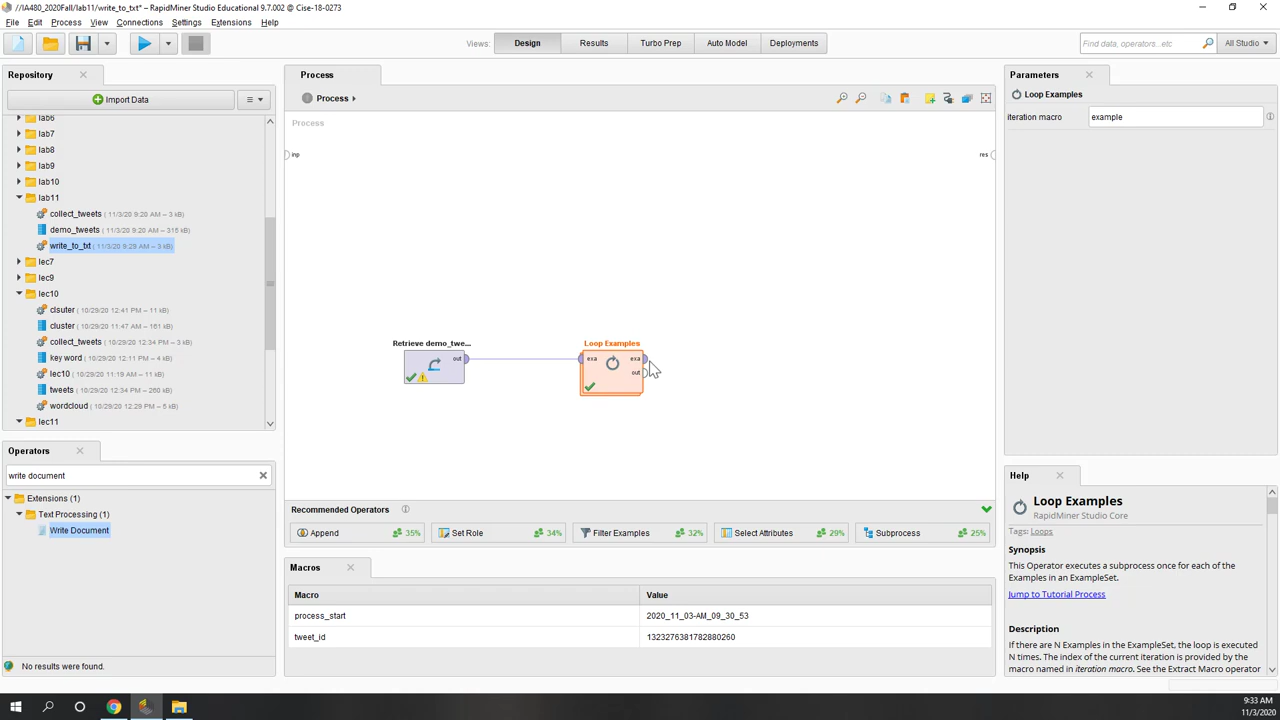 //IA480_2020Fall/lab11/write_to_txt* – RapidMiner Studio Educational 9.7.002 @ Cise-18-0273
File Edit Process View Connections Settings Extensions Help
Views: Design Results Turbo Prep Auto Model Deployments
Find data, operators...etc
All Studio
Repository
Import Data
lab6
lab7
lab8
lab9
lab10
lab11
collect_tweets (11/3/20 9:20 AM – 3 kB)
demo_tweets (11/3/20 9:20 AM – 315 kB)
write_to_txt (11/3/20 9:29 AM – 3 kB)
lec7
lec9
lec10
clsuter (10/29/20 12:41 PM – 11 kB)
cluster (10/29/20 11:47 AM – 161 kB)
collect_tweets (10/29/20 11:36 AM – 3 kB)
key word (10/29/20 12:11 PM – 4 kB)
lec10 (10/29/20 11:19 AM – 11 kB)
tweets (10/29/20 12:34 PM – 260 kB)
wordcloud (10/29/20 12:29 PM – 5 kB)
lec11
Operators
write document
Extensions (1)
Text Processing (1)
Write Document
No results were found.
Process
Process
Process
inp
res
Retrieve demo_twe...
out
Loop Examples
exa
exa
out
Recommended Operators
Append 35%
Set Role 34%
Filter Examples 32%
Select Attributes 29%
Subprocess 25%
Macros
Macro Value
process_start 2020_11_03-AM_09_30_53
tweet_id 1323276381782880260
Parameters
Loop Examples
iteration macro example
Help
Loop Examples
RapidMiner Studio Core
Tags: Loops
Synopsis
This Operator executes a subprocess once for each of the
Examples in an ExampleSet.
Jump to Tutorial Process
Description
If there are N Examples in the ExampleSet, the loop is executed
N times. The index of the current iteration is provided by the
macro named in iteration macro. See the Extract Macro operator
9:33 AM
11/3/2020